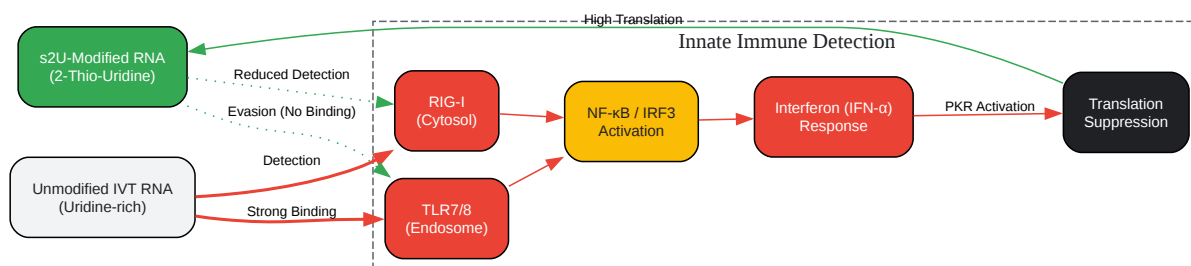 High Translation
Innate Immune Detection
s2U-Modified RNA
(2-Thio-Uridine)
Reduced Detection
Evasion (No Binding)
RIG-I
(Cytosol)
NF-κB / IRF3
Activation
Interferon (IFN-α)
Response
PKR Activation
Translation
Suppression
Detection
Unmodified IVT RNA
(Uridine-rich)
Strong Binding
TLR7/8
(Endosome)